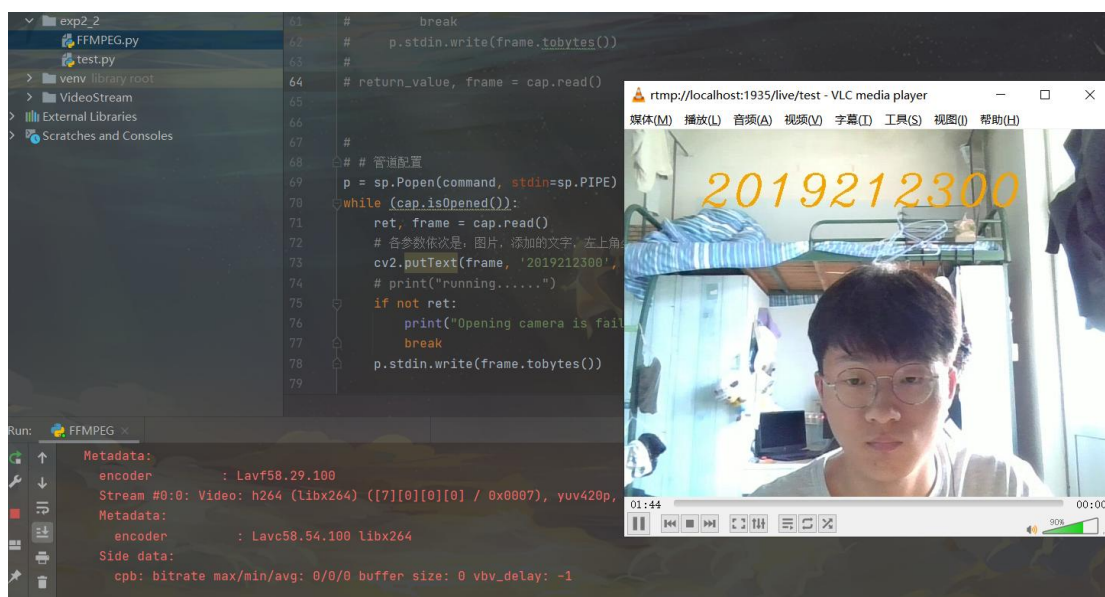 exp2_2
FFMPEG.py
test.py
venv library root
VideoStream
External Libraries
Scratches and Consoles
61 # break
62 # p.stdin.write(frame.tobytes())
63 #
64 # return_value, frame = cap.read()
65
66
67 #
68 # # 管道配置
69 p = sp.Popen(command, stdin=sp.PIPE)
70 while (cap.isOpened()):
71 ret, frame = cap.read()
72 # 各参数依次是：图片，添加的文字，左上角
73 cv2.putText(frame, '2019212300',
74 # print("running......")
75 if not ret:
76 print("Opening camera is fail
77 break
78 p.stdin.write(frame.tobytes())
79
rtmp://localhost:1935/live/test - VLC media player
媒体(M) 播放(L) 音频(A) 视频(V) 字幕(T) 工具(S) 视图(I) 帮助(H)
2019212300
01:44 00:00
90%
Run: FFMPEG
Metadata:
encoder : Lavf58.29.100
Stream #0:0: Video: h264 (libx264) ([7][0][0][0] / 0x0007), yuv420p,
Metadata:
encoder : Lavc58.54.100 libx264
Side data:
cpb: bitrate max/min/avg: 0/0/0 buffer size: 0 vbv_delay: -1